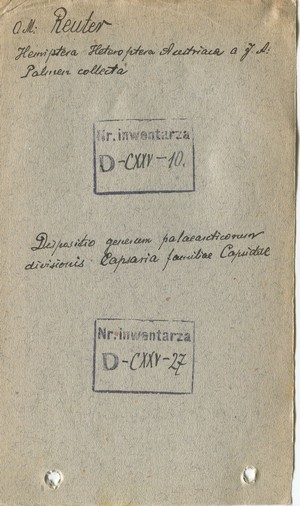 O.M: Reuter
Hemiptera Heteroptera Austriaca a J. A.
Palmen collecta
Nr. inwentarza
D-CXXV-10.
Dispositio generum palaearcticorum
divisionis Capsaria familiae Capsidae
Nr. inwentarza
D-CXXV-27